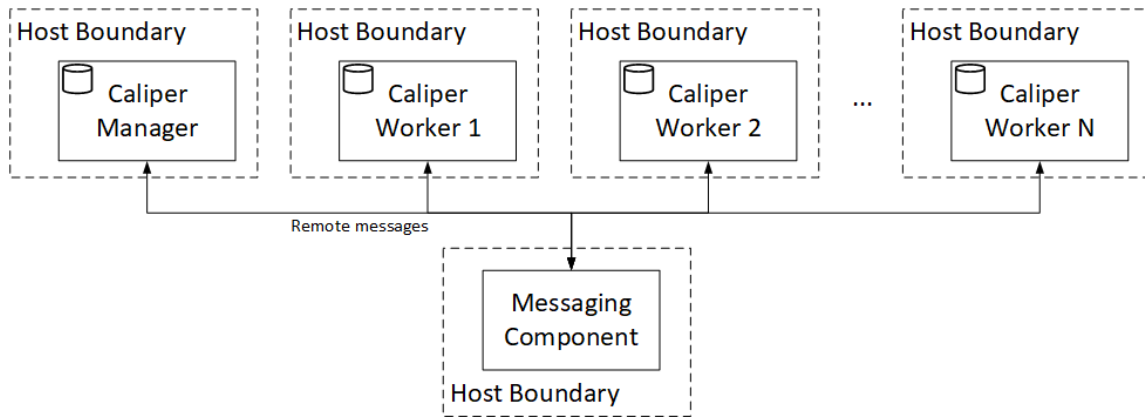 Host Boundary
Caliper
Manager
Host Boundary
Caliper
Worker 1
Host Boundary
Caliper
Worker 2
...
Host Boundary
Caliper
Worker N
Remote messages
Messaging
Component
Host Boundary